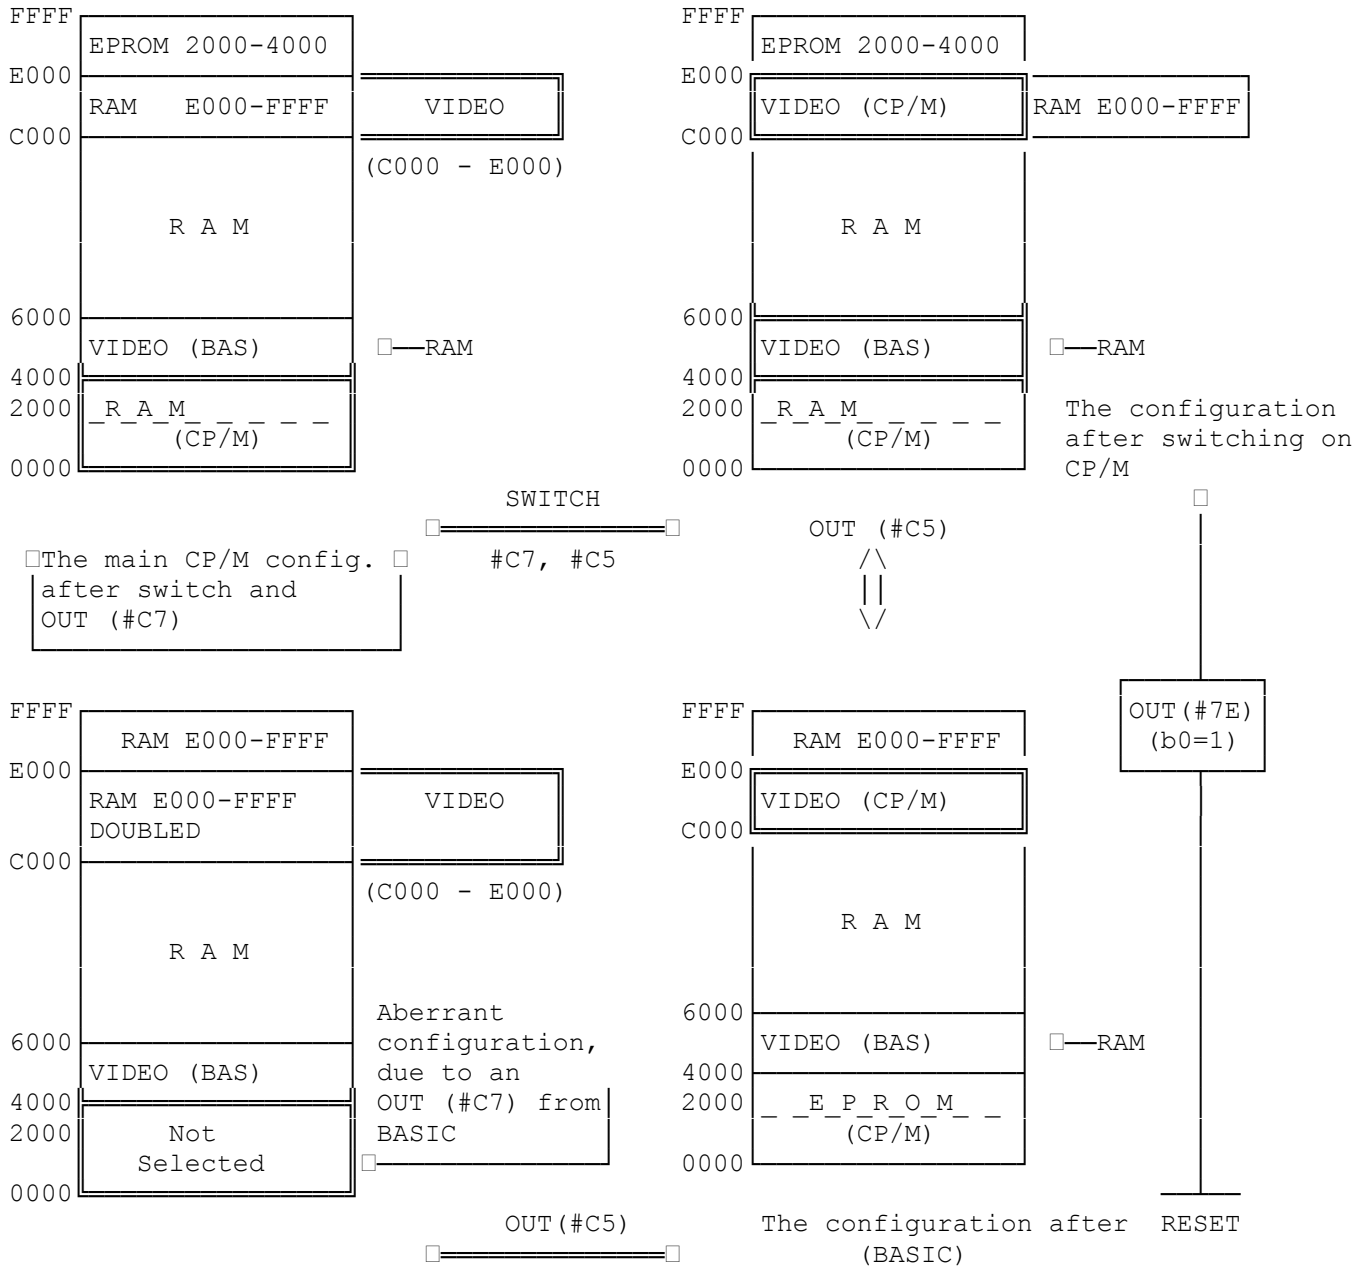 FFFF
EPROM 2000-4000
E000
RAM E000-FFFF
VIDEO
C000
(C000 - E000)
R A M
6000
VIDEO (BAS)
RAM
4000
2000
R A M
(CP/M)
0000
FFFF
EPROM 2000-4000
E000
VIDEO (CP/M)
RAM E000-FFFF
C000
R A M
6000
VIDEO (BAS)
RAM
4000
2000
R A M
(CP/M)
0000
The configuration
after switching on
CP/M
SWITCH
#C7, #C5
OUT (#C5)
The main CP/M config.
after switch and
OUT (#C7)
OUT(#7E)
(b0=1)
FFFF
RAM E000-FFFF
E000
RAM E000-FFFF
DOUBLED
VIDEO
C000
(C000 - E000)
R A M
6000
VIDEO (BAS)
4000
2000
Not
Selected
0000
Aberrant
configuration,
due to an
OUT (#C7) from
BASIC
FFFF
RAM E000-FFFF
E000
VIDEO (CP/M)
C000
R A M
6000
VIDEO (BAS)
RAM
4000
2000
E P R O M
(CP/M)
0000
OUT(#C5)
The configuration after RESET
(BASIC)